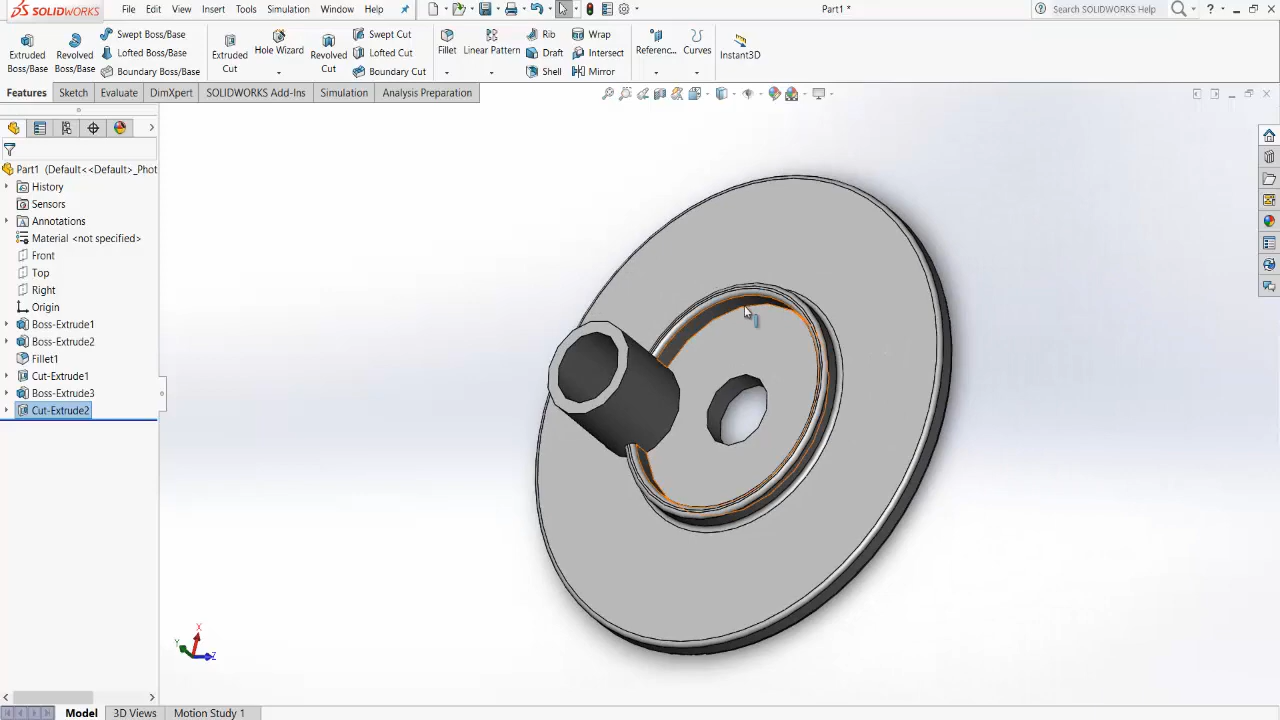 SOLIDWORKS File Edit View Insert Tools Simulation Window Help Part1 * Search SOLIDWORKS Help ?
Extruded Boss/Base
Revolved Boss/Base
Swept Boss/Base
Lofted Boss/Base
Boundary Boss/Base
Extruded Cut
Hole Wizard
Revolved Cut
Swept Cut
Lofted Cut
Boundary Cut
Fillet
Linear Pattern
Rib
Draft
Shell
Wrap
Intersect
Mirror
Referenc...
Curves
Instant3D
Features Sketch Evaluate DimXpert SOLIDWORKS Add-Ins Simulation Analysis Preparation
Part1 (Default<<Default>_Phot
History
Sensors
Annotations
Material <not specified>
Front
Top
Right
Origin
Boss-Extrude1
Boss-Extrude2
Fillet1
Cut-Extrude1
Boss-Extrude3
Cut-Extrude2
X
Y
Z
Model 3D Views Motion Study 1